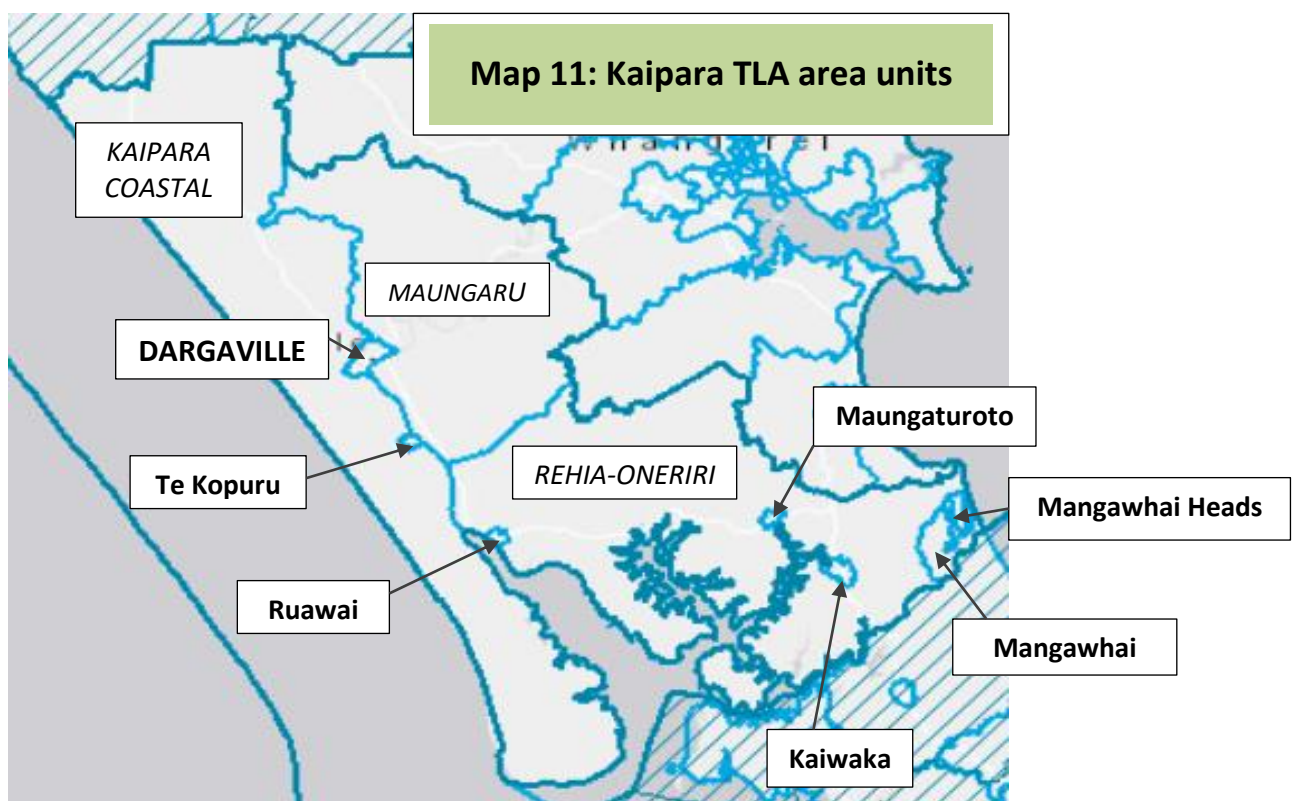 Map 11: Kaipara TLA area units
KAIPARA
COASTAL
MAUNGARU
DARGAVILLE
Maungaturoto
Te Kopuru
REHIA-ONERIRI
Mangawhai Heads
Ruawai
Mangawhai
Kaiwaka